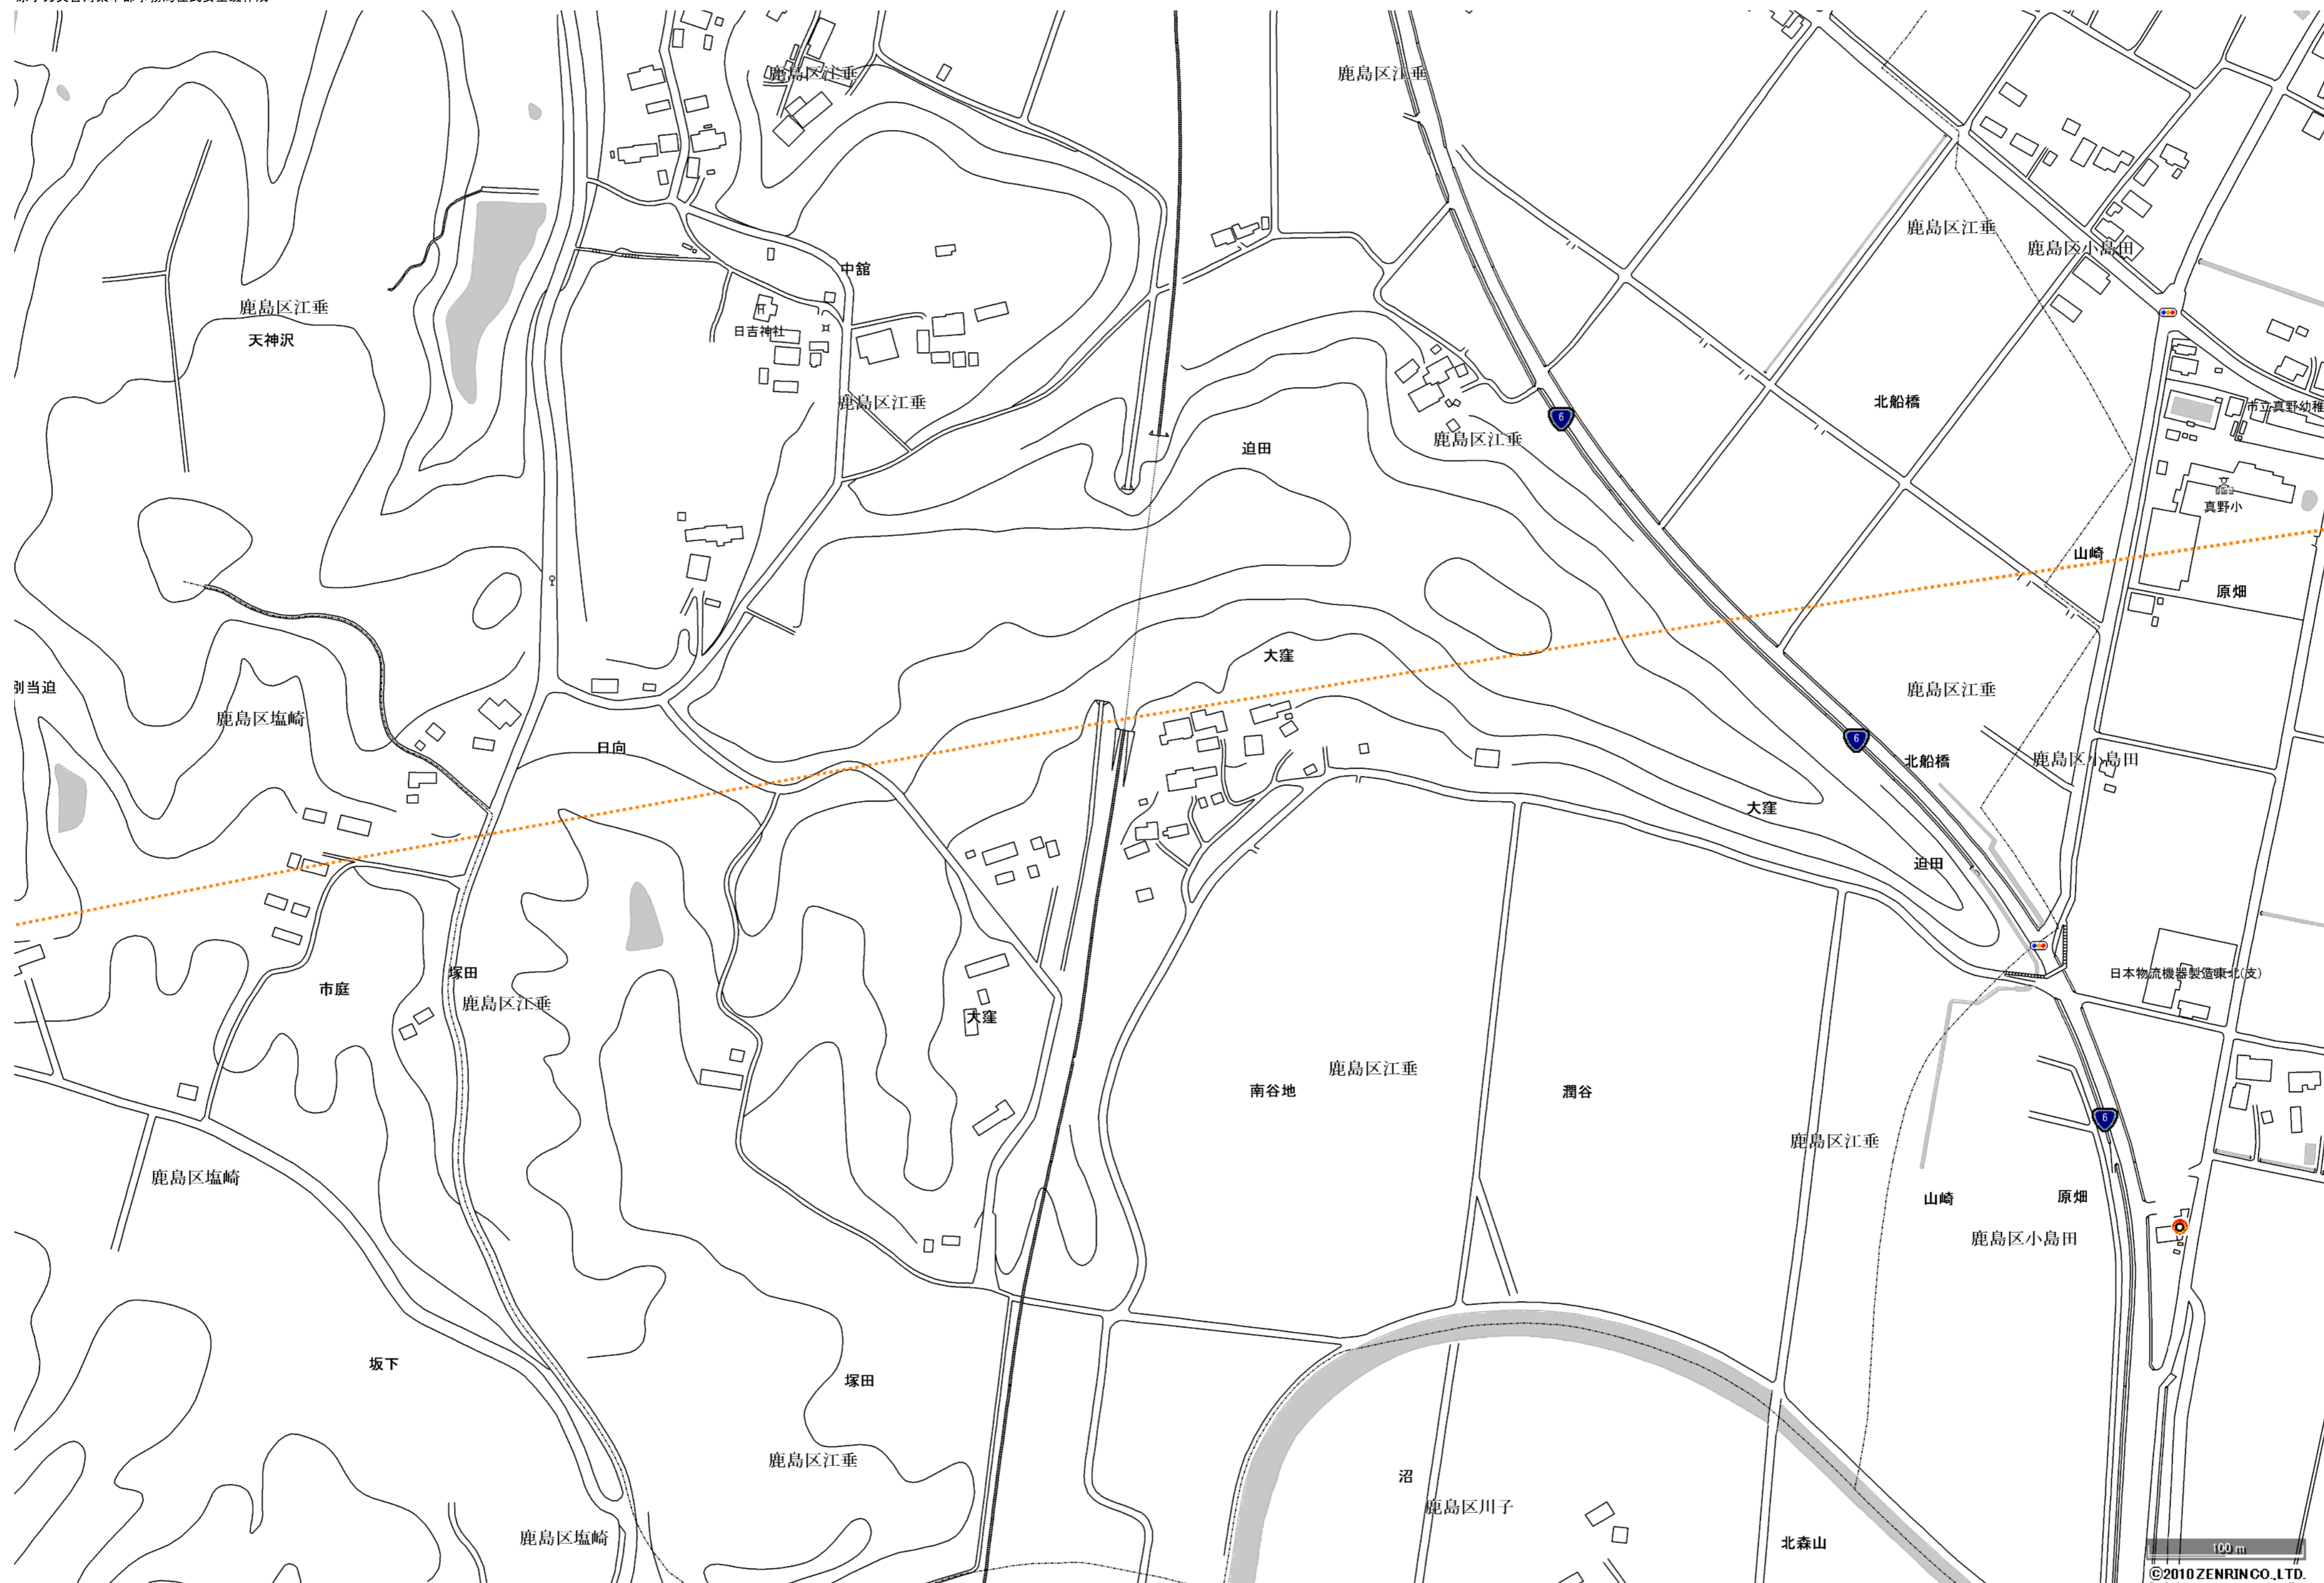 鹿島区江垂
鹿島区江垂
鹿島区江垂
鹿島区小島田
中舘
鹿島区江垂
天神沢
日吉神社
鹿島区江垂
北船橋
市立真野幼稚
6
鹿島区江垂
迫田
真野小
山崎
原畑
大窪
別当迫
鹿島区塩崎
鹿島区江垂
日向
6
北船橋
鹿島区小島田
大窪
迫田
塚田
日本物流機器製造東北(支)
市庭
鹿島区江垂
大窪
鹿島区江垂
南谷地
潤谷
6
鹿島区江垂
鹿島区塩崎
山崎
原畑
鹿島区小島田
坂下
塚田
鹿島区江垂
沼
鹿島区川子
鹿島区塩崎
北森山
100 m
©2010 ZENRIN CO., LTD.